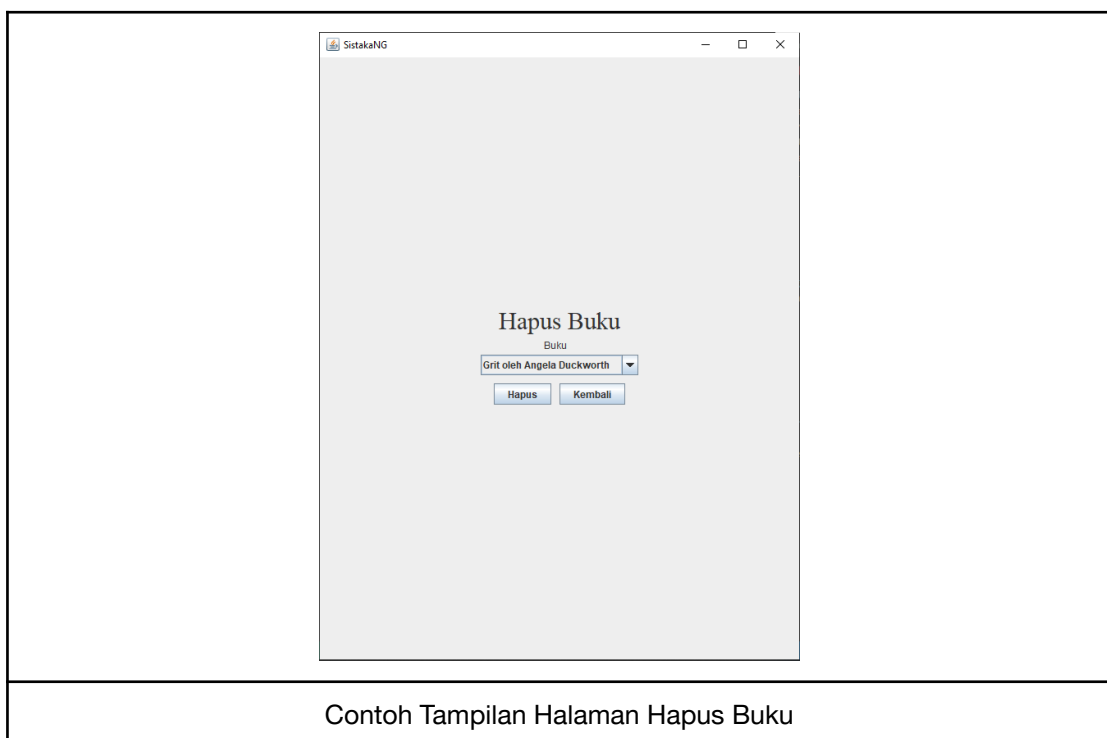 SistakaNG
Hapus Buku
Buku
Grit oleh Angela Duckworth
Hapus Kembali
Contoh Tampilan Halaman Hapus Buku